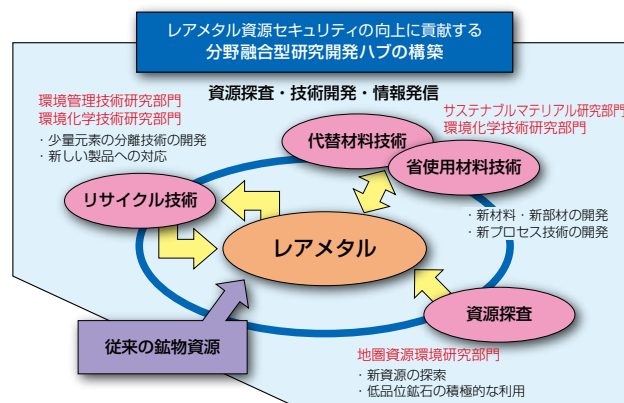 レアメタル資源セキュリティの向上に貢献する
分野融合型研究開発ハブの構築
資源探査・技術開発・情報発信
環境管理技術研究部門
環境化学技術研究部門
・少量元素の分離技術の開発
・新しい製品への対応
サステナブルマテリアル研究部門
環境化学技術研究部門
代替材料技術
省使用材料技術
リサイクル技術
・新材料・新部材の開発
・新プロセス技術の開発
レアメタル
資源探査
従来の鉱物資源
地圏資源環境研究部門
・新資源の探索
・低品位鉱石の積極的な利用